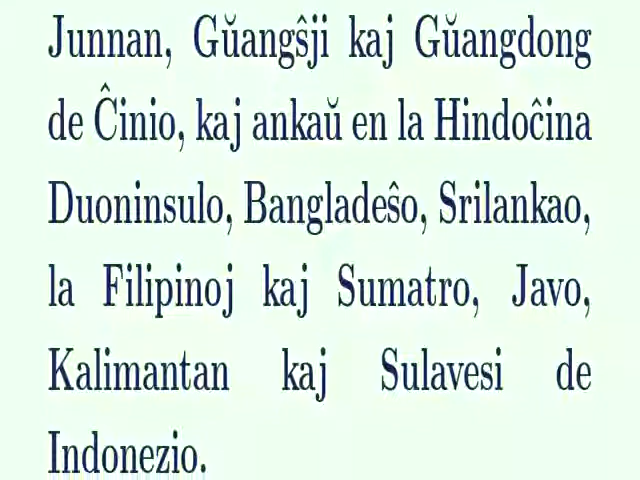 Junnan, Gŭangŝji kaj Gŭangdong
de Ĉinio, kaj ankaŭ en la Hindoĉina
Duoninsulo, Bangladeŝo, Srilankao,
la Filipinoj kaj Sumatro, Javo,
Kalimantan kaj Sulavesi de
Indonezio.